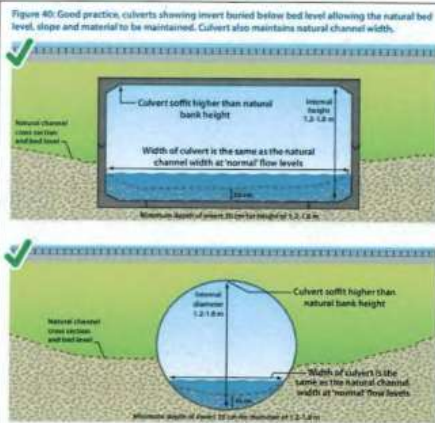 Figure 40: Good practice, culverts showing invert buried below bed level allowing the natural bed
level, slope and material to be maintained. Culvert also maintains natural channel width.
Culvert soffit higher than natural
bank height
Internal
height
1.2-1.8 m
Natural channel
cross section
and bed level
Width of culvert is the same as the natural
channel width at 'normal' flow levels
Minimum depth of invert 20 cm for height of 1.2-1.8 m
Internal
diameter
1.2-1.8 m
Culvert soffit higher than
natural bank height
Natural channel
cross section
and bed level
Width of culvert is the
same as the natural channel
width at 'normal' flow levels
Minimum depth of invert
diameter of 1.2-1.8 m